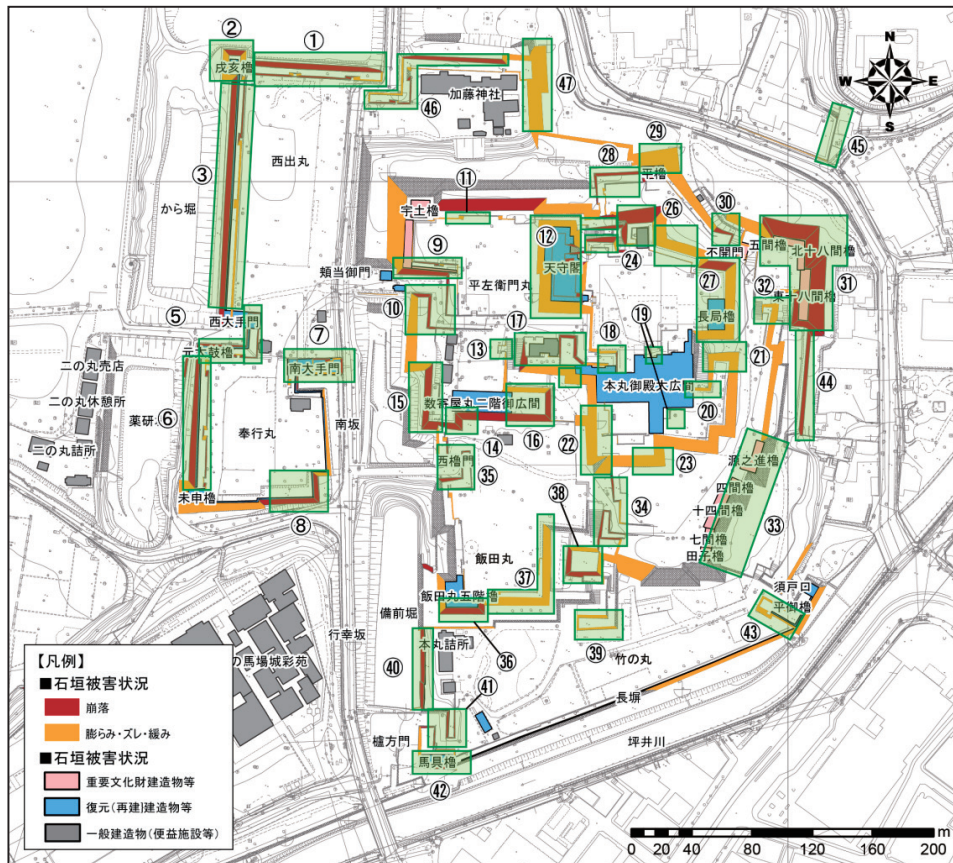 ②
①
戌亥櫓
㊻
加藤神社
㊼
N
W
E
S
㊺
西出丸
③
から堀
㉙
㉘
平櫓
⑪
宇土櫓
㉖
㉚
⑫
天守閣
不開門
五間櫓
北十八間櫓
⑨
頬当御門
平左衛門丸
㉔
㉗
㉜
東十八間櫓
㉛
⑩
長局櫓
⑤
西大手門
⑦
⑰
⑱
⑲
元太鼓櫓
⑬
㉑
二の丸売店
南大手門
本丸御殿大広間
㊹
二の丸休憩所
薬研
⑥
⑮
数寄屋丸二階御広間
⑳
奉行丸
南坂
二の丸詰所
⑭
⑯
㉒
㉓
西櫓門
㉟
源之進櫓
四間櫓
未申櫓
⑧
㊳
㉞
十四間櫓
㉝
七間櫓
田子櫓
飯田丸
㊲
飯田丸五階櫓
須戸口
平御櫓
備前堀
行幸坂
㊱
㊴
竹の丸
㊸
の馬場城彩苑
本丸詰所
㊵
㊶
長塀
坪井川
櫨方門
馬具櫓
㊷
【凡例】
■石垣被害状況
崩落
膨らみ・ズレ・緩み
■石垣被害状況
重要文化財建造物等
復元(再建)建造物等
一般建造物(便益施設等)
0 20 40 80 120 160 200 m